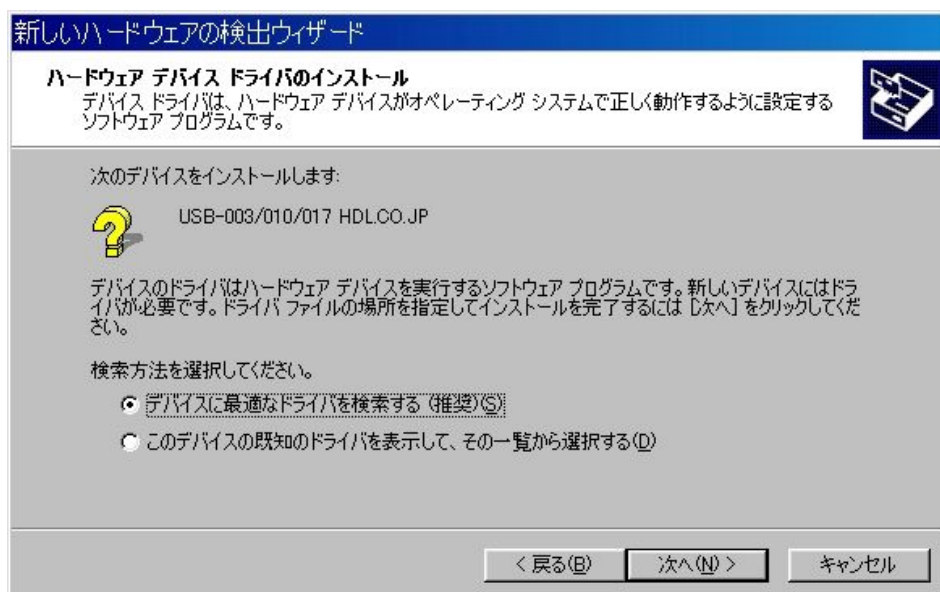 新しいハードウェアの検出ウィザード
ハードウェア デバイス ドライバのインストール
デバイス ドライバは、ハードウェア デバイスがオペレーティング システムで正しく動作するように設定する
ソフトウェア プログラムです。
次のデバイスをインストールします:
USB-003/010/017 HDL.CO.JP
デバイスのドライバはハードウェア デバイスを実行するソフトウェア プログラムです。新しいデバイスにはドラ
イバが必要です。ドライバ ファイルの場所を指定してインストールを完了するには [次へ] をクリックしてくだ
さい。
検索方法を選択してください。
デバイスに最適なドライバを検索する (推奨)(S)
このデバイスの既知のドライバを表示して、その一覧から選択する(D)
< 戻る(B)
次へ(N) >
キャンセル